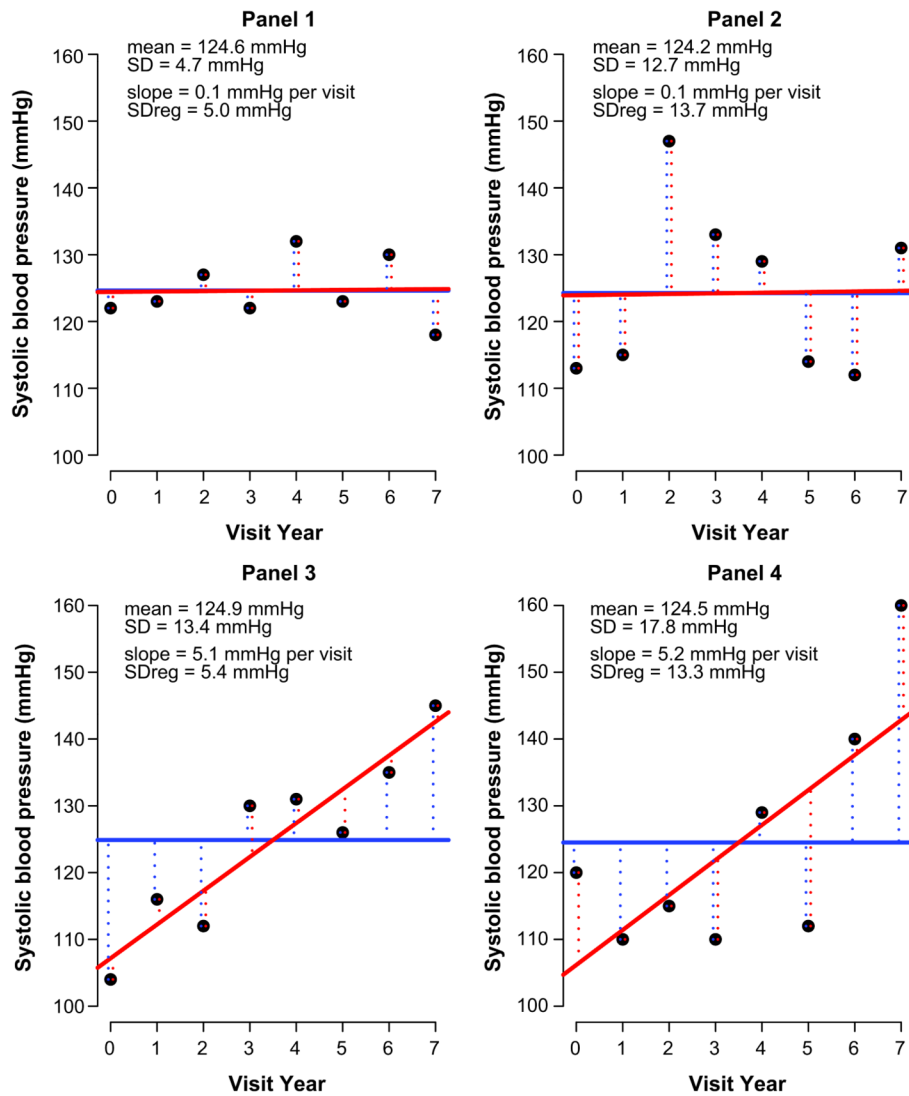 Panel 1
mean = 124.6 mmHg
SD = 4.7 mmHg
slope = 0.1 mmHg per visit
SDreg = 5.0 mmHg
Systolic blood pressure (mmHg)
160
150
140
130
120
110
100
0 1 2 3 4 5 6 7
Visit Year
Panel 2
mean = 124.2 mmHg
SD = 12.7 mmHg
slope = 0.1 mmHg per visit
SDreg = 13.7 mmHg
Systolic blood pressure (mmHg)
160
150
140
130
120
110
100
0 1 2 3 4 5 6 7
Visit Year
Panel 3
mean = 124.9 mmHg
SD = 13.4 mmHg
slope = 5.1 mmHg per visit
SDreg = 5.4 mmHg
Systolic blood pressure (mmHg)
160
150
140
130
120
110
100
0 1 2 3 4 5 6 7
Visit Year
Panel 4
mean = 124.5 mmHg
SD = 17.8 mmHg
slope = 5.2 mmHg per visit
SDreg = 13.3 mmHg
Systolic blood pressure (mmHg)
160
150
140
130
120
110
100
0 1 2 3 4 5 6 7
Visit Year